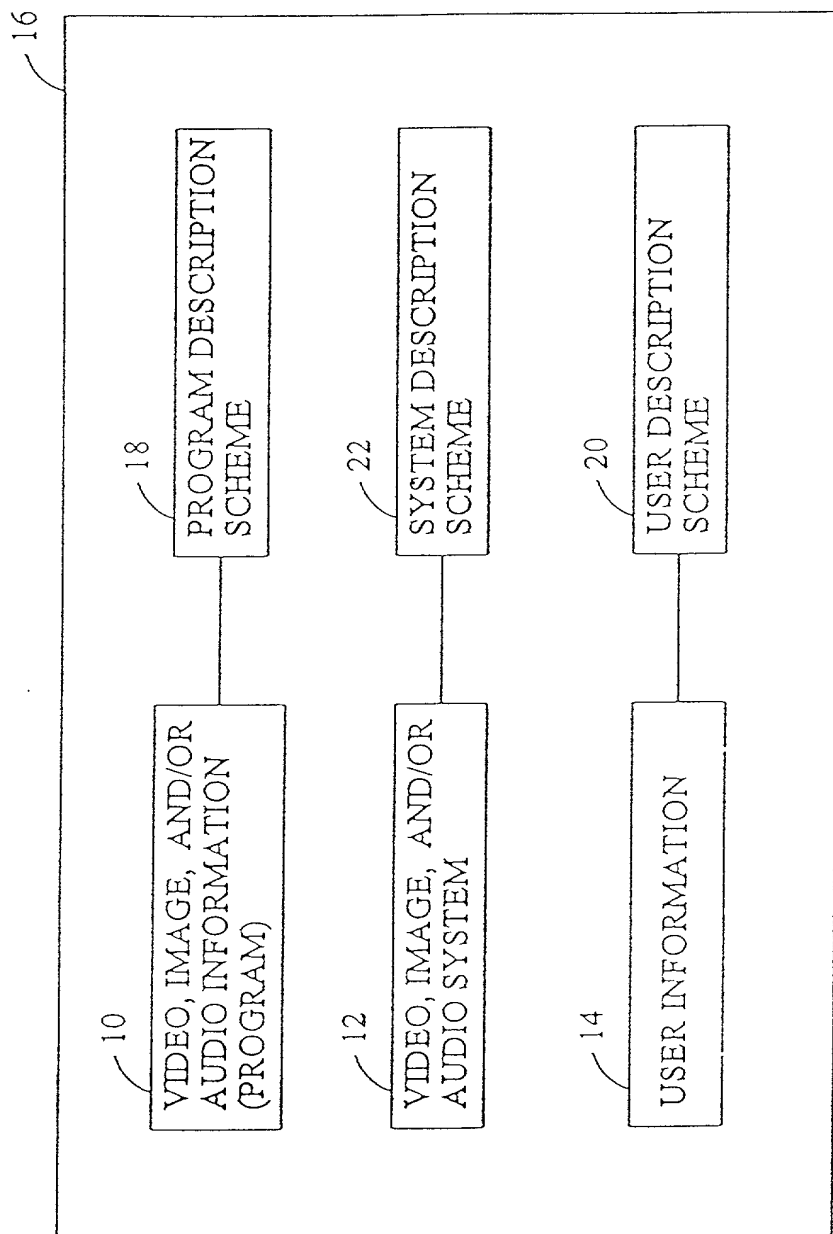 16
10
VIDEO, IMAGE, AND/OR
AUDIO INFORMATION
(PROGRAM)
18
PROGRAM DESCRIPTION
SCHEME
12
VIDEO, IMAGE, AND/OR
AUDIO SYSTEM
22
SYSTEM DESCRIPTION
SCHEME
14
USER INFORMATION
20
USER DESCRIPTION
SCHEME